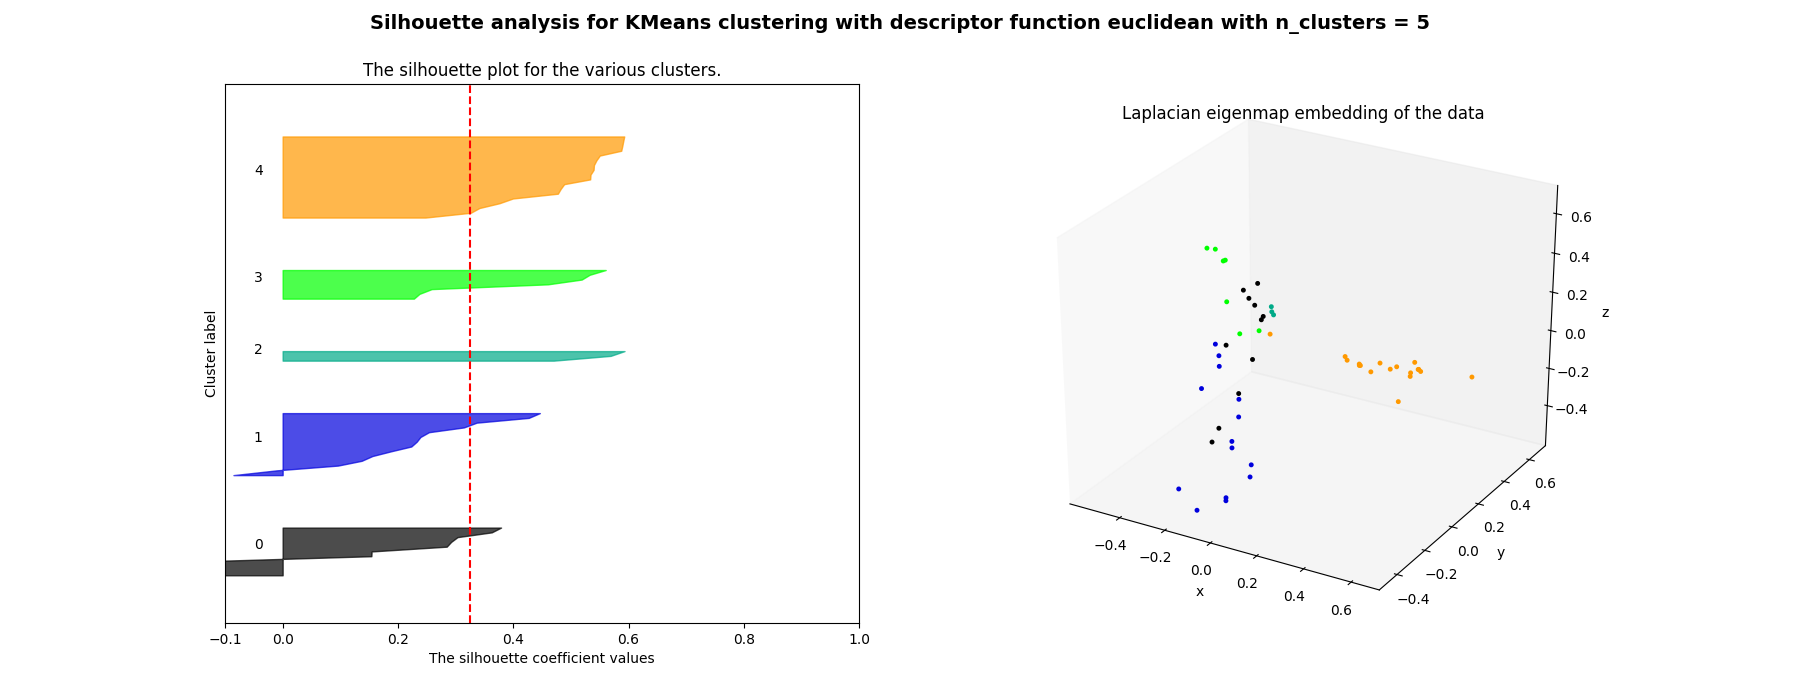 Silhouette analysis for KMeans clustering with descriptor function euclidean with n_clusters = 5
The silhouette plot for the various clusters.
Cluster label
4
3
2
1
0
−0.1 0.0 0.2 0.4 0.6 0.8 1.0
The silhouette coefficient values
Laplacian eigenmap embedding of the data
0.6
0.4
0.2
0.0
−0.2
−0.4
z
0.6
0.4
0.2
0.0
−0.2
−0.4
y
−0.4
−0.2
0.0
0.2
0.4
0.6
x